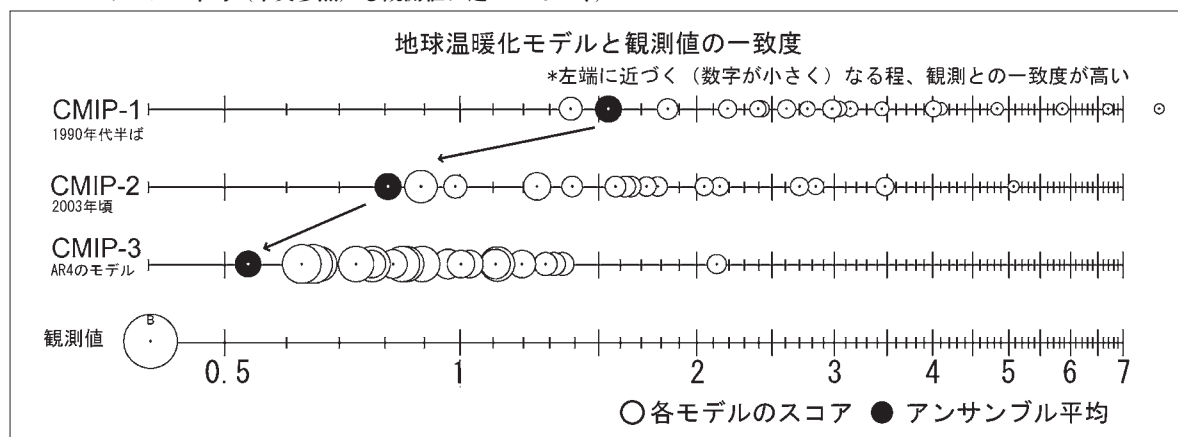 地球温暖化モデルと観測値の一致度
*左端に近づく（数字が小さく）なる程、観測との一致度が高い
CMIP-1
1990年代半ば
CMIP-2
2003年頃
CMIP-3
AR4のモデル
観測値
B
0.5 1 2 3 4 5 6 7
○各モデルのスコア ●アンサンブル平均